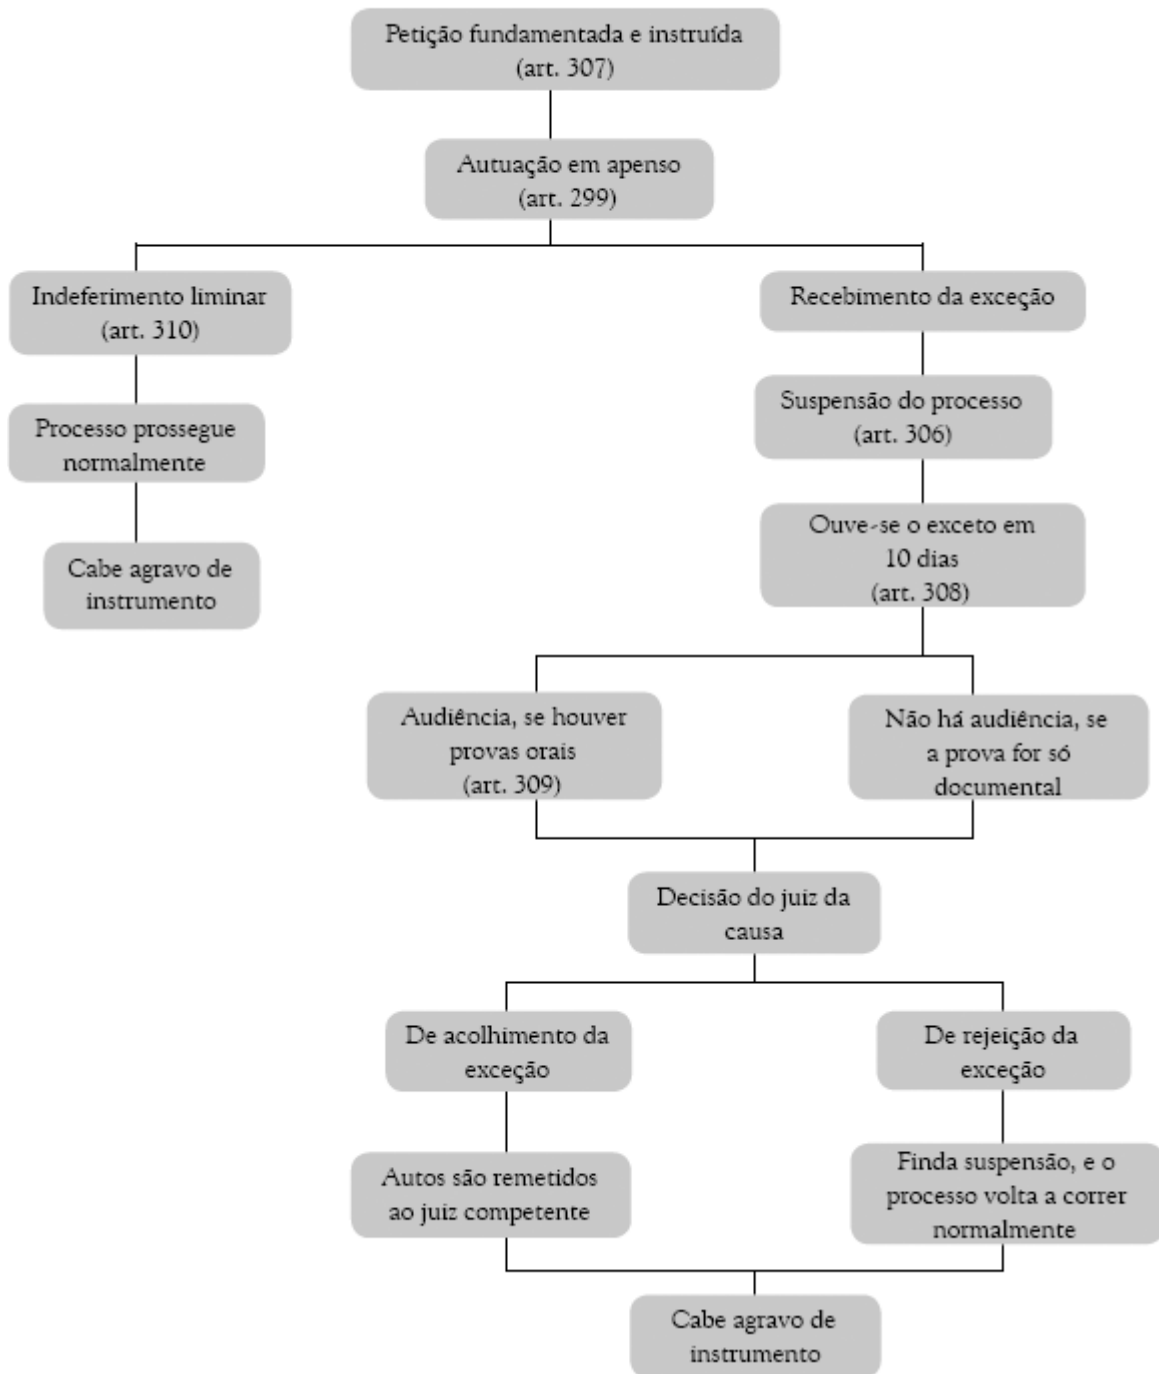 Petição fundamentada e instruída
(art. 307)
Autuação em apenso
(art. 299)
Indeferimento liminar
(art. 310)
Recebimento da exceção
Processo prossegue
normalmente
Suspensão do processo
(art. 306)
Cabe agravo de
instrumento
Ouve-se o exceto em
10 dias
(art. 308)
Audiência, se houver
provas orais
(art. 309)
Não há audiência, se
a prova for só
documental
Decisão do juiz da
causa
De acolhimento da
exceção
De rejeição da
exceção
Autos são remetidos
ao juiz competente
Finda suspensão, e o
processo volta a correr
normalmente
Cabe agravo de
instrumento